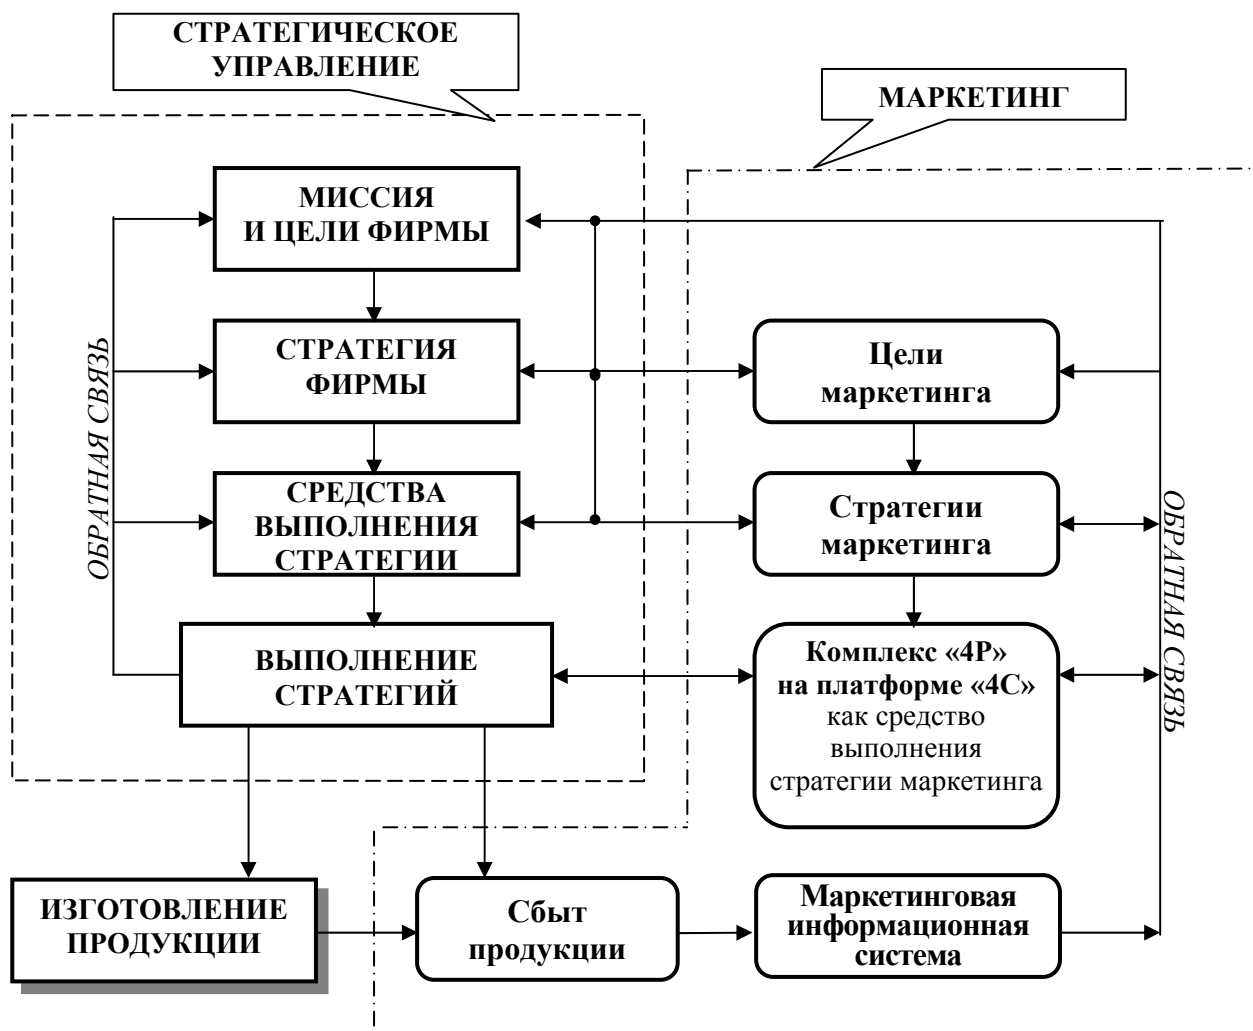 СТРАТЕГИЧЕСКОЕ
УПРАВЛЕНИЕ
МАРКЕТИНГ
МИССИЯ
И ЦЕЛИ ФИРМЫ
СТРАТЕГИЯ
ФИРМЫ
Цели
маркетинга
ОБРАТНАЯ СВЯЗЬ
СРЕДСТВА
ВЫПОЛНЕНИЯ
СТРАТЕГИИ
Стратегии
маркетинга
ОБРАТНАЯ СВЯЗЬ
ВЫПОЛНЕНИЕ
СТРАТЕГИЙ
Комплекс «4Р»
на платформе «4С»
как средство
выполнения
стратегии маркетинга
ИЗГОТОВЛЕНИЕ
ПРОДУКЦИИ
Сбыт
продукции
Маркетинговая
информационная
система